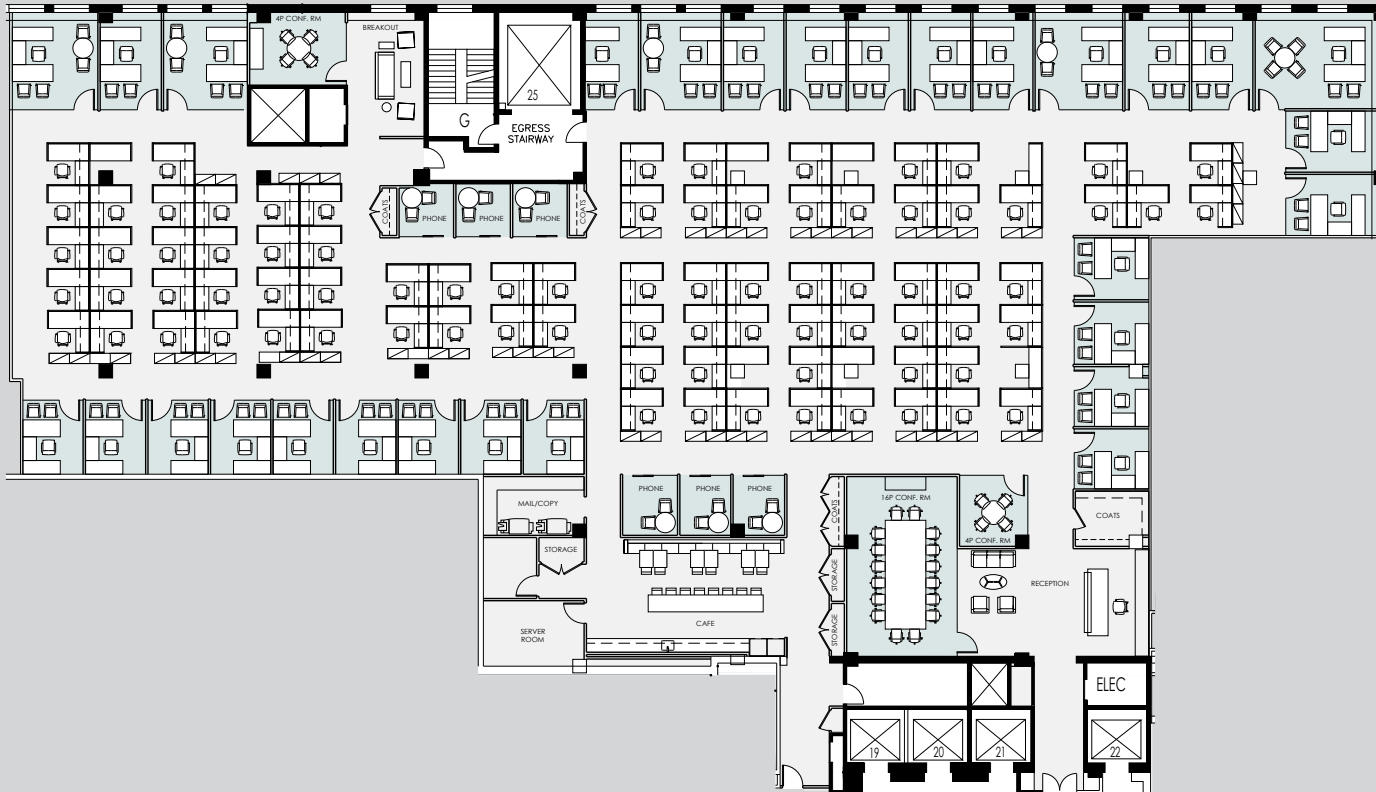 4P CONF. RM
BREAKOUT
25
G
EGRESS
STAIRWAY
COATS
PHONE
PHONE
PHONE
COATS
PHONE
PHONE
PHONE
MAIL/COPY
STORAGE
SERVER
ROOM
CAFE
COATS
STORAGE
STORAGE
16P CONF. RM
4P CONF. RM
COATS
RECEPTION
ELEC
19
20
21
22